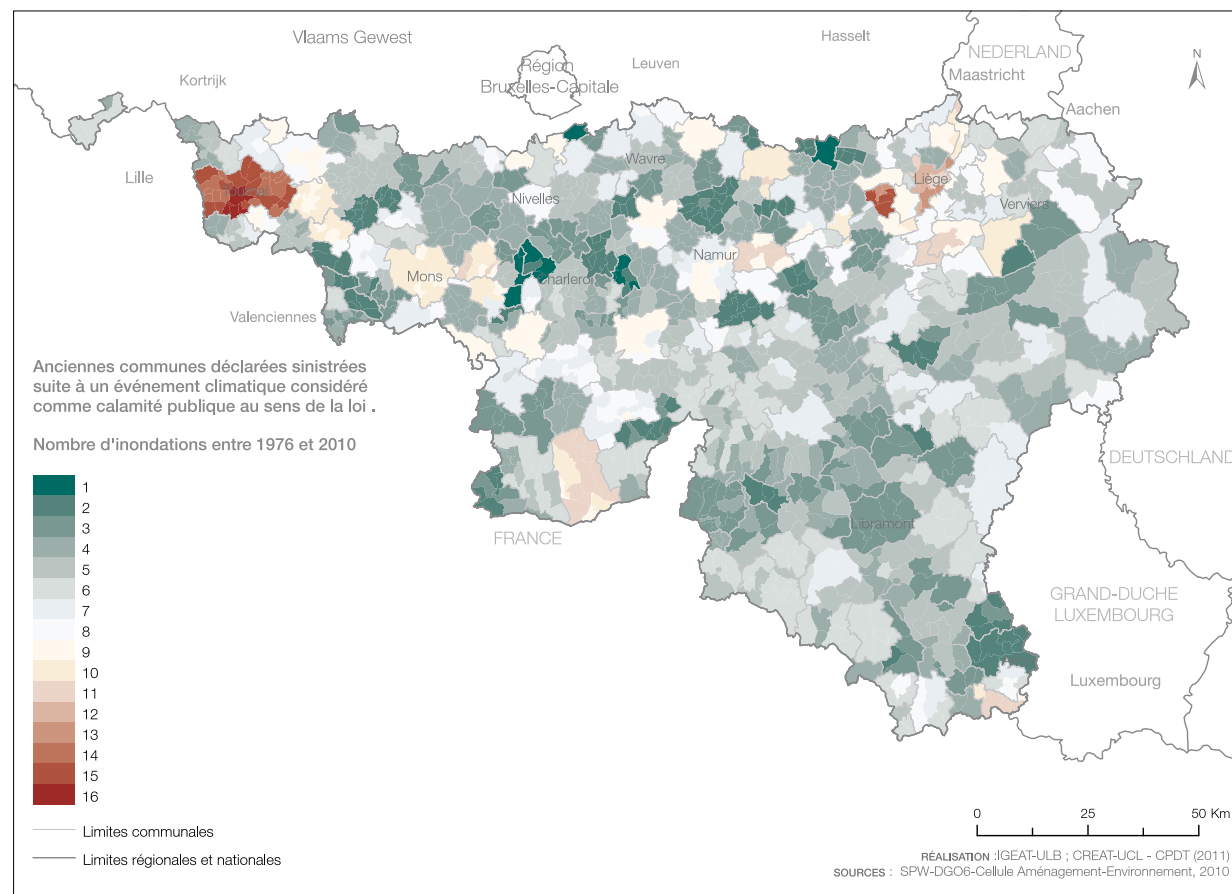 Vlaams Gewest
Hasselt
NEDERLAND
Maastricht
N
Région
Bruxelles-Capitale
Leuven
Kortrijk
Aachen
Lille
Wavre
Liège
Nivelles
Verviers
Namur
Mons
Charleroi
Valenciennes
Anciennes communes déclarées sinistrées
suite à un événement climatique considéré
comme calamité publique au sens de la loi .
Nombre d'inondations entre 1976 et 2010
1
2
3
4
5
6
7
8
9
10
11
12
13
14
15
16
Limites communales
Limites régionales et nationales
DEUTSCHLAND
Libramont
FRANCE
GRAND-DUCHE
LUXEMBOURG
Luxembourg
0 25 50 Km
RÉALISATION :IGEAT-ULB ; CREAT-UCL - CPDT (2011)
SOURCES : SPW-DGO6-Cellule Aménagement-Environnement, 2010